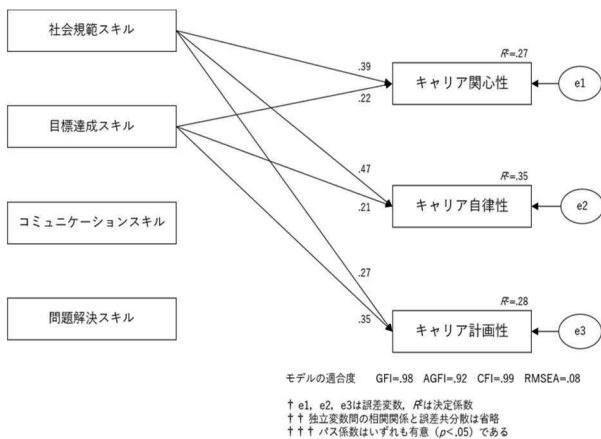 社会規範スキル
目標達成スキル
コミュニケーションスキル
問題解決スキル
.39
.22
.47
.21
.27
.35
R²=.27
キャリア関心性
e1
R²=.35
キャリア自律性
e2
R²=.28
キャリア計画性
e3
モデルの適合度 GFI=.98 AGFI=.92 CFI=.99 RMSEA=.08
† e1, e2, e3は誤差変数, R²は決定係数
† † 独立変数間の相関関係と誤差共分散は省略
† † † パス係数はいずれも有意（p<.05）である